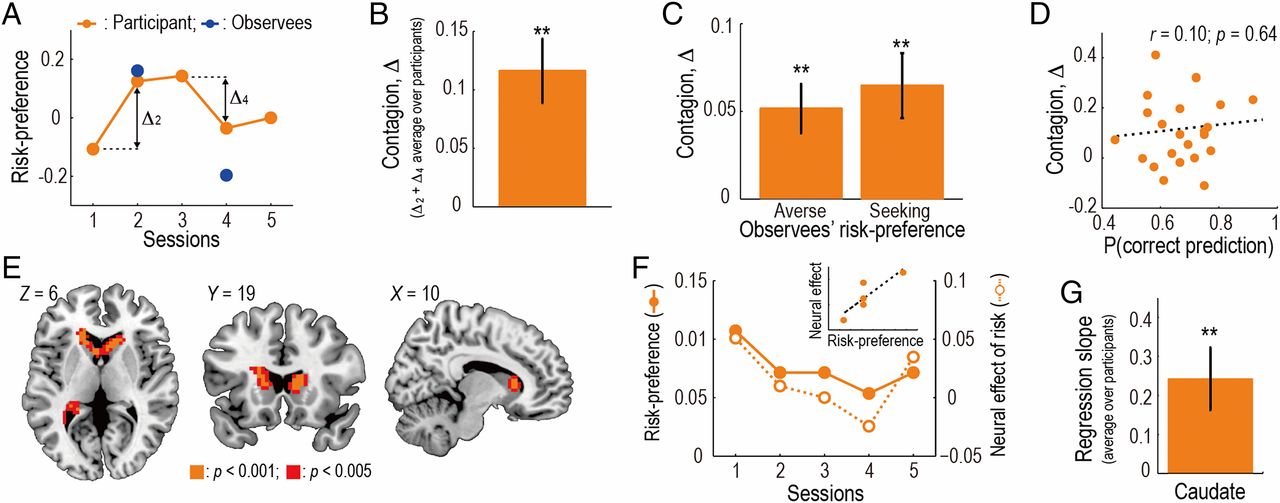 A
: Participant; : Observees
Risk-preference
0.2
0
-0.2
Δ2
Δ4
1 2 3 4 5
Sessions
B
Contagion, Δ
(Δ2 + Δ4 average over participants)
0.15
0.1
0.05
0
**
C
Contagion, Δ
0.1
0.05
0
**
**
Averse Seeking
Observees' risk-preference
D
r = 0.10; p = 0.64
Contagion, Δ
0.4
0.2
0
-0.2
0.4 0.6 0.8 1
P(correct prediction)
E
Z = 6
Y = 19
X = 10
: p < 0.001; : p < 0.005
F
Risk-preference ( )
0.15
0.01
0.05
0
Neural effect
Risk-preference
0.1
0.05
0
−0.05
Neural effect of risk ( )
1 2 3 4 5
Sessions
G
Regression slope
(average over participants)
0.4
0.3
0.2
0.1
0
**
Caudate